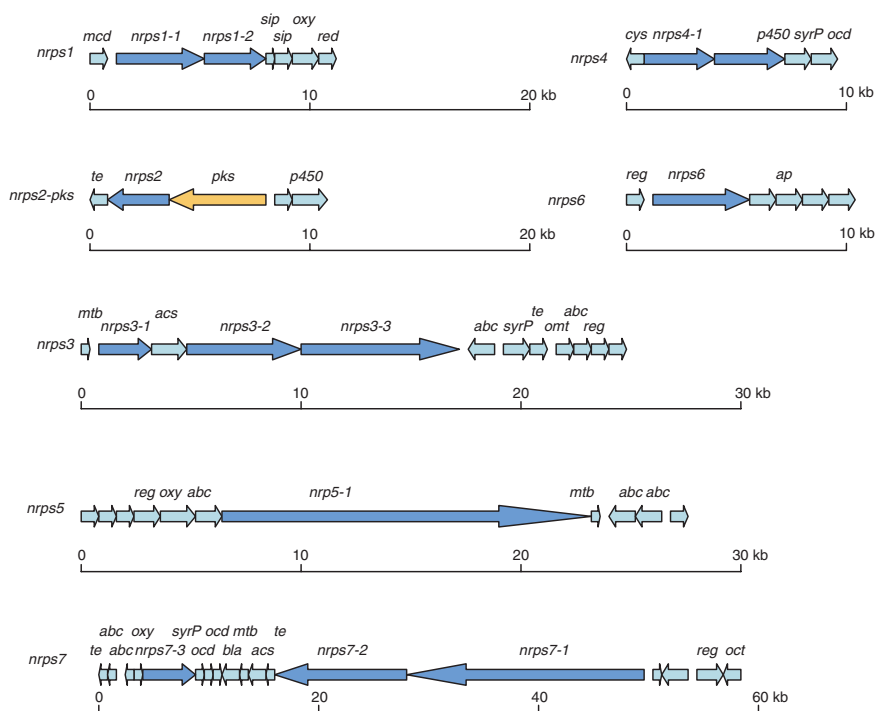 sip oxy
mcd nrps1-1 nrps1-2 sip red
nrps1
0 10 20 kb
cys nrps4-1 p450 syrP ocd
nrps4
0 10 kb
te nrps2 pks p450
nrps2-pks
0 10 20 kb
reg nrps6 ap
nrps6
0 10 kb
mtb acs te abc
nrps3-1 nrps3-2 nrps3-3 abc syrP omt reg
nrps3
0 10 20 30 kb
reg oxy abc nrp5-1 mtb abc abc
nrps5
0 10 20 30 kb
abc oxy syrP ocd mtb te
te abc nrps7-3 ocd bla acs nrps7-2 nrps7-1 reg oct
nrps7
0 20 40 60 kb